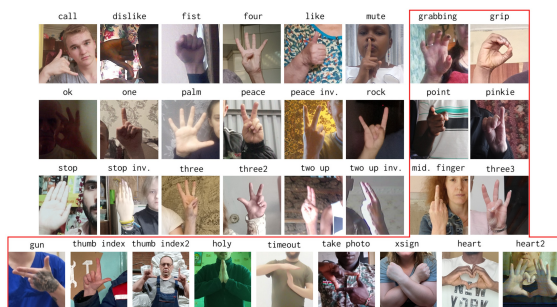 call dislike fist four like mute grabbing grip
ok one palm peace peace inv. rock point pinkie
stop stop inv. three three2 two up two up inv. mid. finger three3
gun thumb index thumb index2 holy timeout take photo xsign heart heart2
NEW
YORK